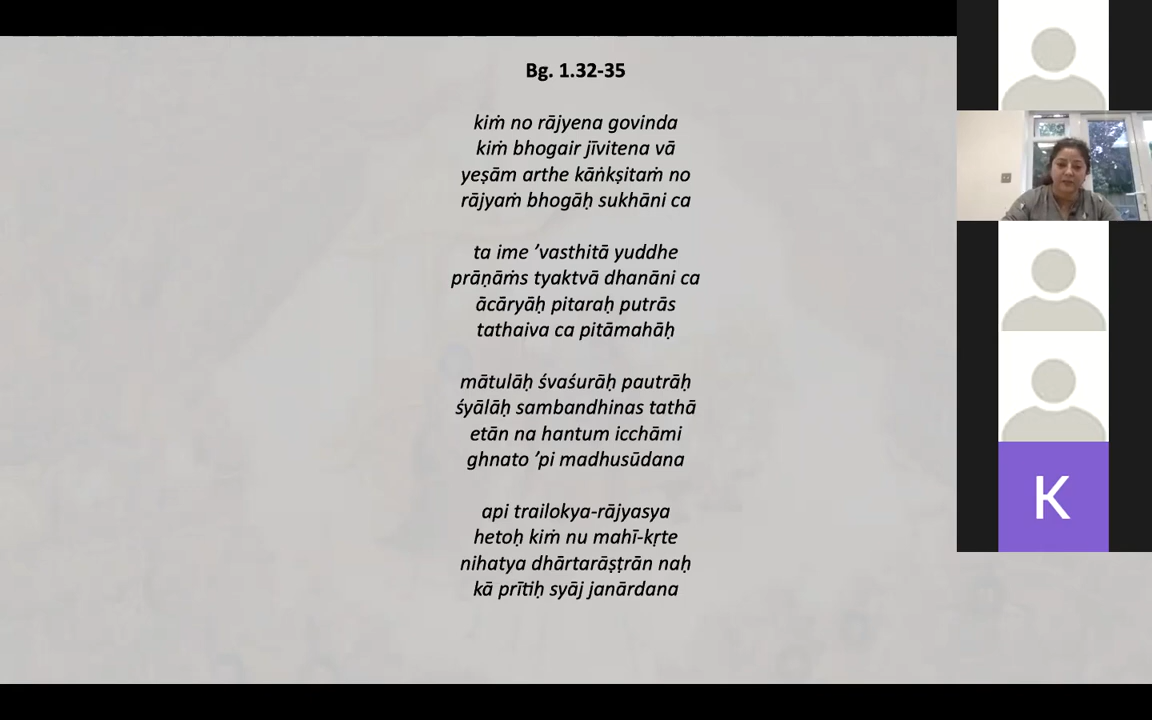 Bg. 1.32-35
kiṁ no rājyena govinda
kiṁ bhogair jīvitena vā
yeṣām arthe kāṅkṣitaṁ no
rājyaṁ bhogāḥ sukhāni ca
ta ime ’vasthitā yuddhe
prāṇāṁs tyaktvā dhanāni ca
ācāryāḥ pitaraḥ putrās
tathaiva ca pitāmahāḥ
mātulāḥ śvaśurāḥ pautrāḥ
śyālāḥ sambandhinas tathā
etān na hantum icchāmi
ghnato ’pi madhusūdana
api trailokya-rājyasya
hetoḥ kiṁ nu mahī-kṛte
nihatya dhārtarāṣṭrān naḥ
kā prītiḥ syāj janārdana
K